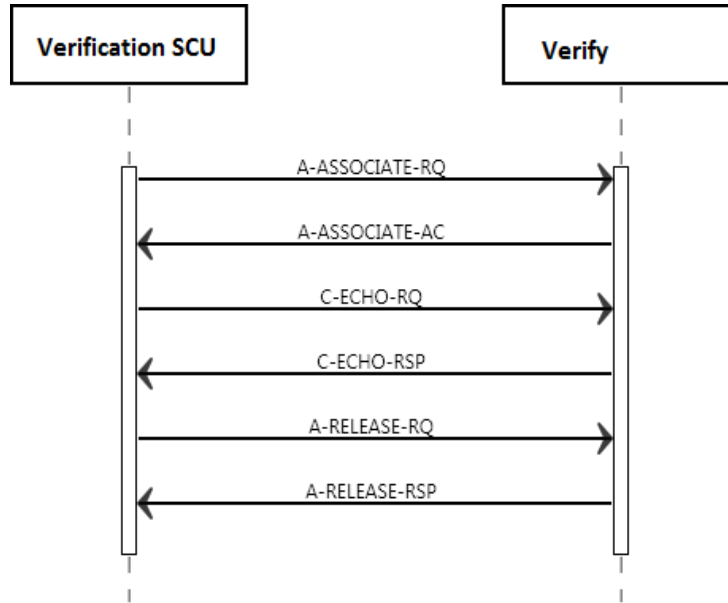 Verification SCU
Verify
A-ASSOCIATE-RQ
A-ASSOCIATE-AC
C-ECHO-RQ
C-ECHO-RSP
A-RELEASE-RQ
A-RELEASE-RSP